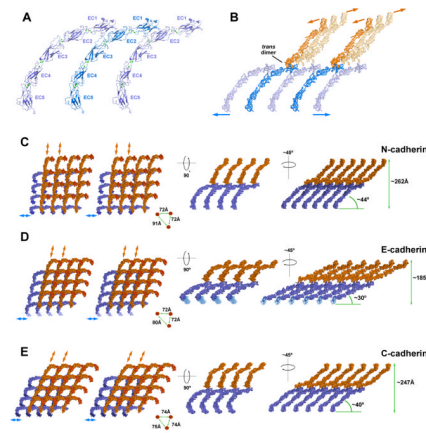 A
EC1
EC1
EC1
EC2
EC2
EC2
EC3
EC3
EC3
EC4
EC4
EC4
EC5
EC5
EC5
B
trans
dimer
C
N-cadherin
90
~45°
72Å
72Å
91Å
~44°
~262Å
D
E-cadherin
90°
~45°
72Å
72Å
80Å
~30°
~185
E
C-cadherin
90°
~45°
74Å
74Å
75Å
~40°
~247Å